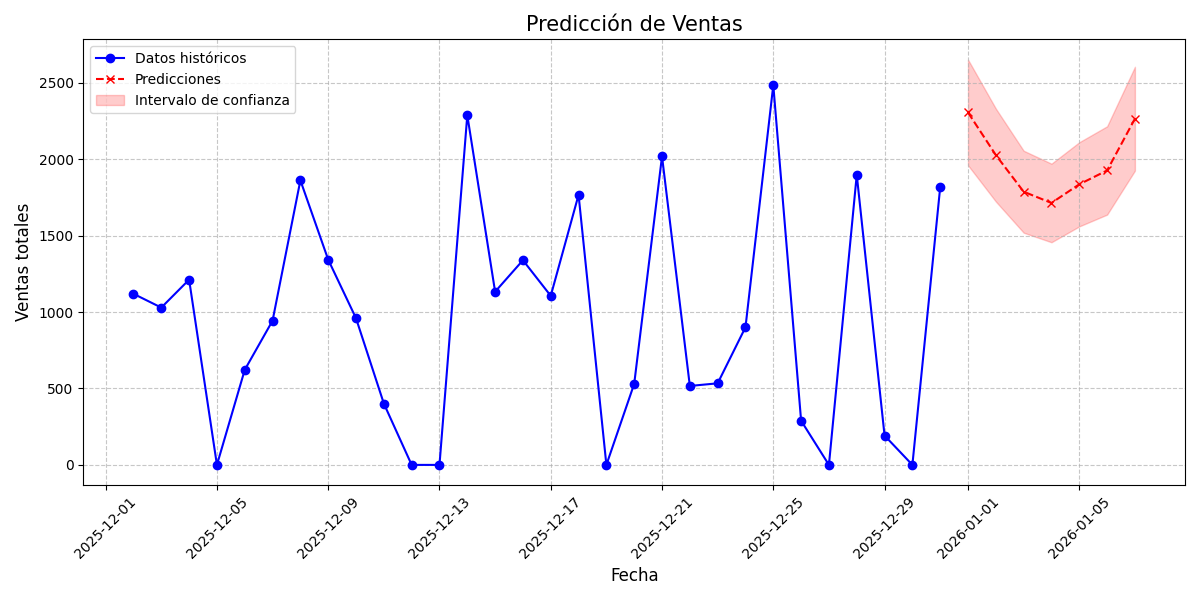 Predicción de Ventas
Datos históricos
Predicciones
Intervalo de confianza
Ventas totales
2500
2000
1500
1000
500
0
2025-12-01
2025-12-05
2025-12-09
2025-12-13
2025-12-17
2025-12-21
2025-12-25
2025-12-29
2026-01-01
2026-01-05
Fecha